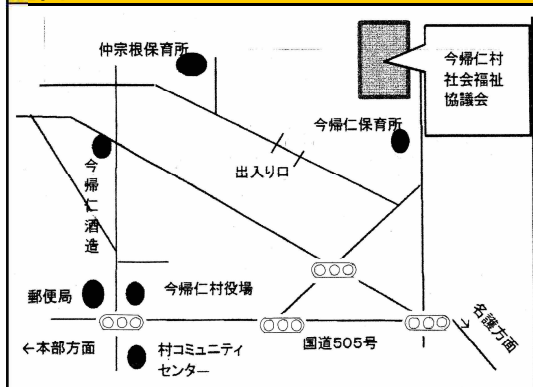 仲宗根保育所
今帰仁村
社会福祉
協議会
今帰仁保育所
出入り口
今帰仁酒造
郵便局
今帰仁村役場
国道505号
名護方面
→
←本部方面
村コミュニティ
センター